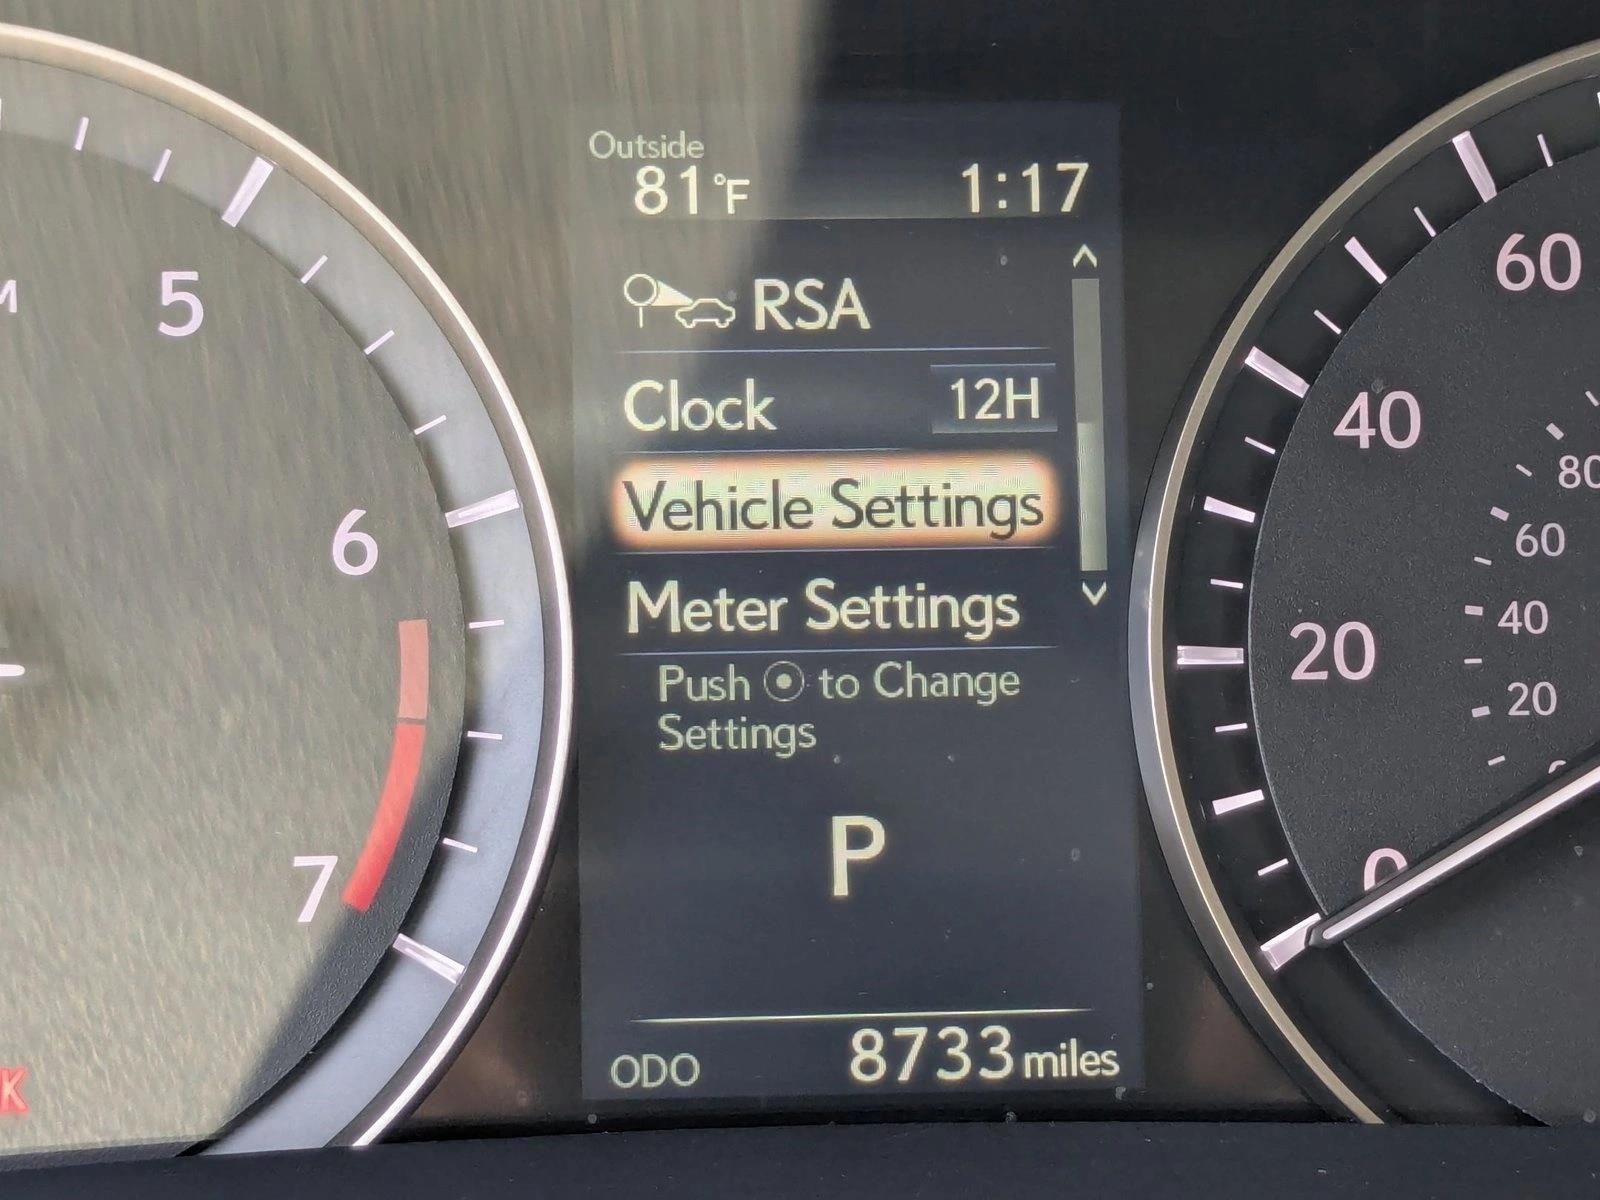 Outside
81°F 1:17
RSA
Clock 12H
Vehicle Settings
Meter Settings
Push to Change
Settings
P
ODO 8733 miles
5
6
7
60
40
20
0
80
60
40
20
K